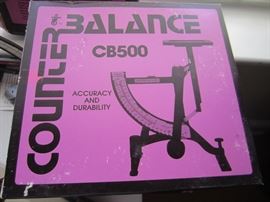 COUNTER
BALANCE
CB500
ACCURACY
AND
DURABILITY